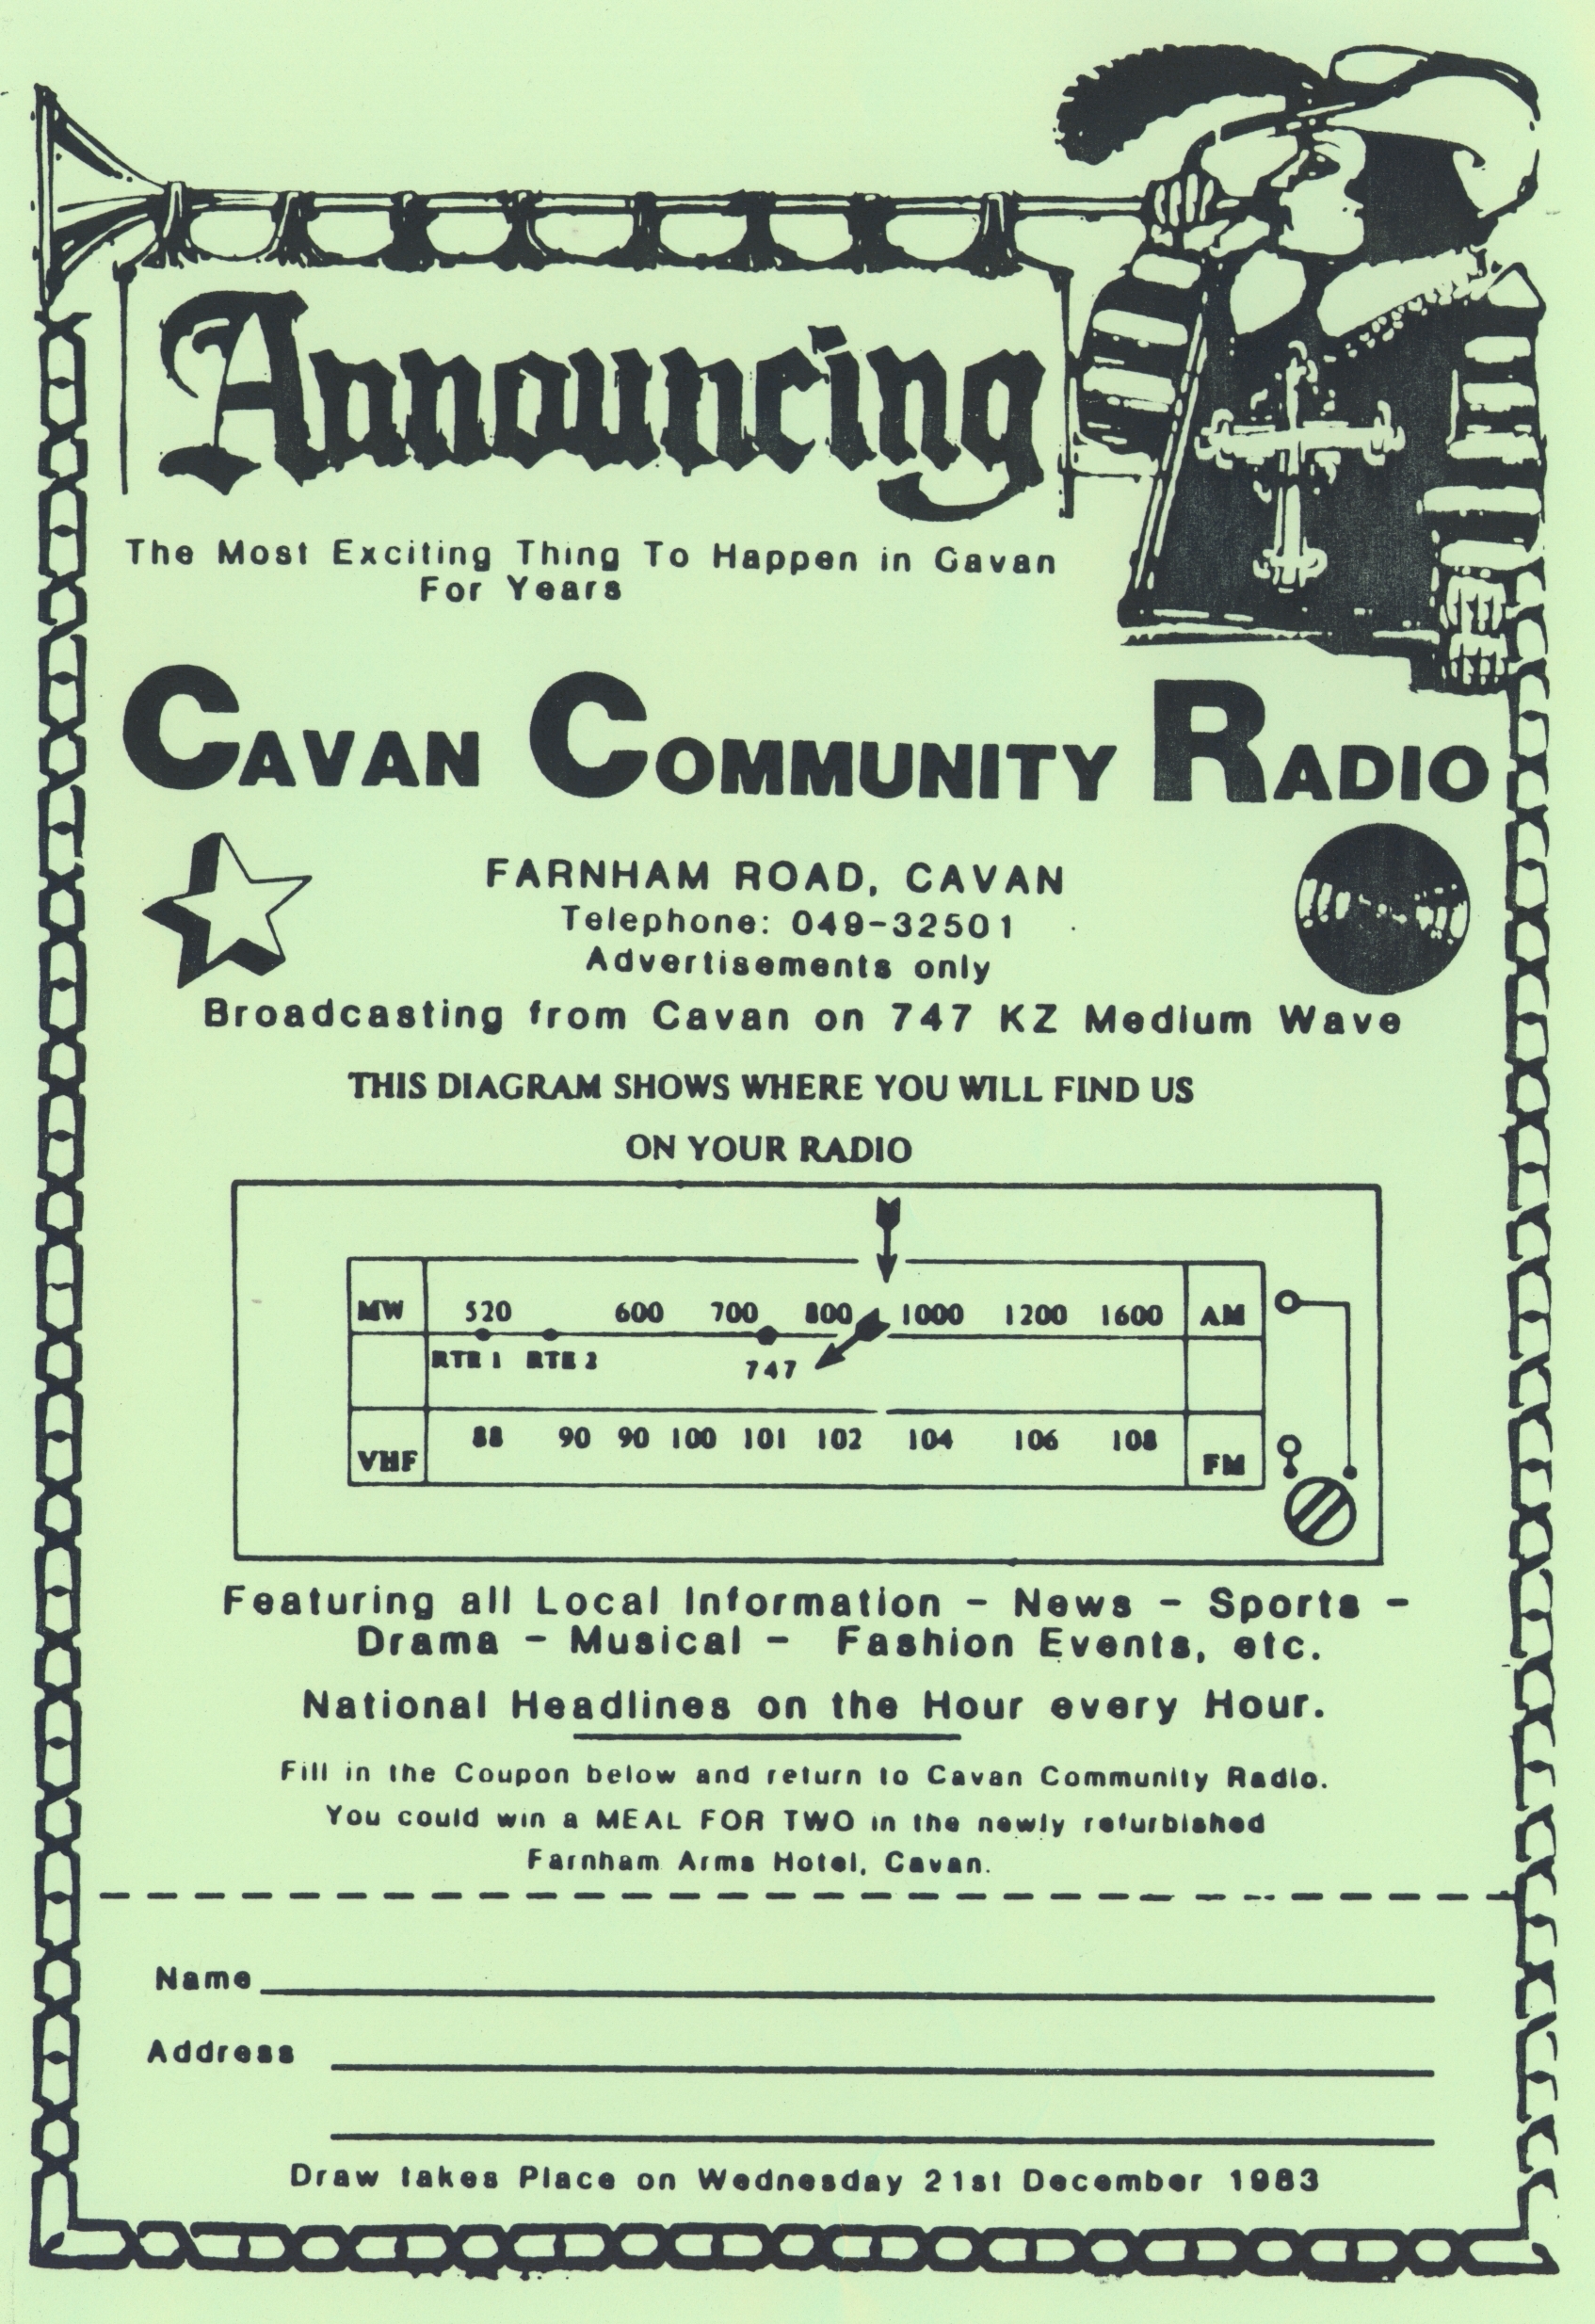 Announcing
The Most Exciting Thing To Happen in Cavan
For Years
CAVAN COMMUNITY RADIO
FARNHAM ROAD, CAVAN
Telephone: 049-32501
Advertisements only
Broadcasting from Cavan on 747 KZ Medium Wave
THIS DIAGRAM SHOWS WHERE YOU WILL FIND US
ON YOUR RADIO
MW 520 600 700 800 1000 1200 1600 AM
RTE 1 RTE 2 747
VHF 88 90 90 100 101 102 104 106 108 FM
Featuring all Local Information - News - Sports -
Drama - Musical - Fashion Events, etc.
National Headlines on the Hour every Hour.
Fill in the Coupon below and return to Cavan Community Radio.
You could win a MEAL FOR TWO in the newly refurbished
Farnham Arms Hotel, Cavan.
Name
Address
Draw takes Place on Wednesday 21st December 1983